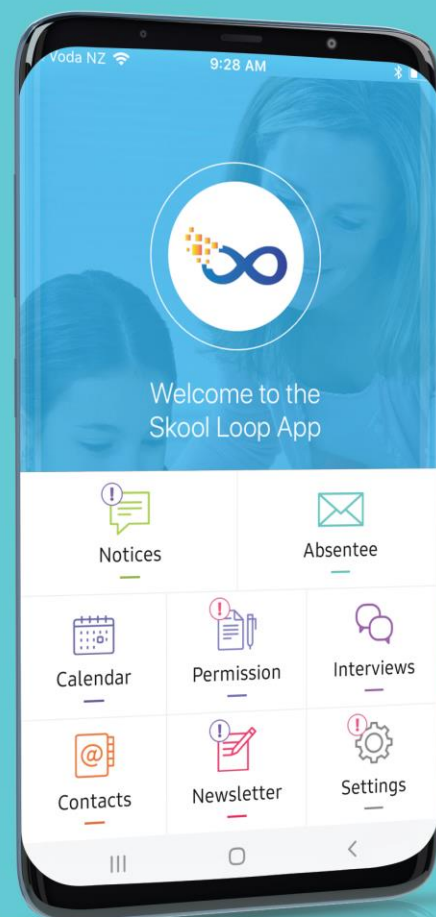 Voda NZ
9:28 AM
Welcome to the
Skool Loop App
!
Notices
Absentee
Calendar
!
Permission
Interviews
@
Contacts
!
Newsletter
!
Settings